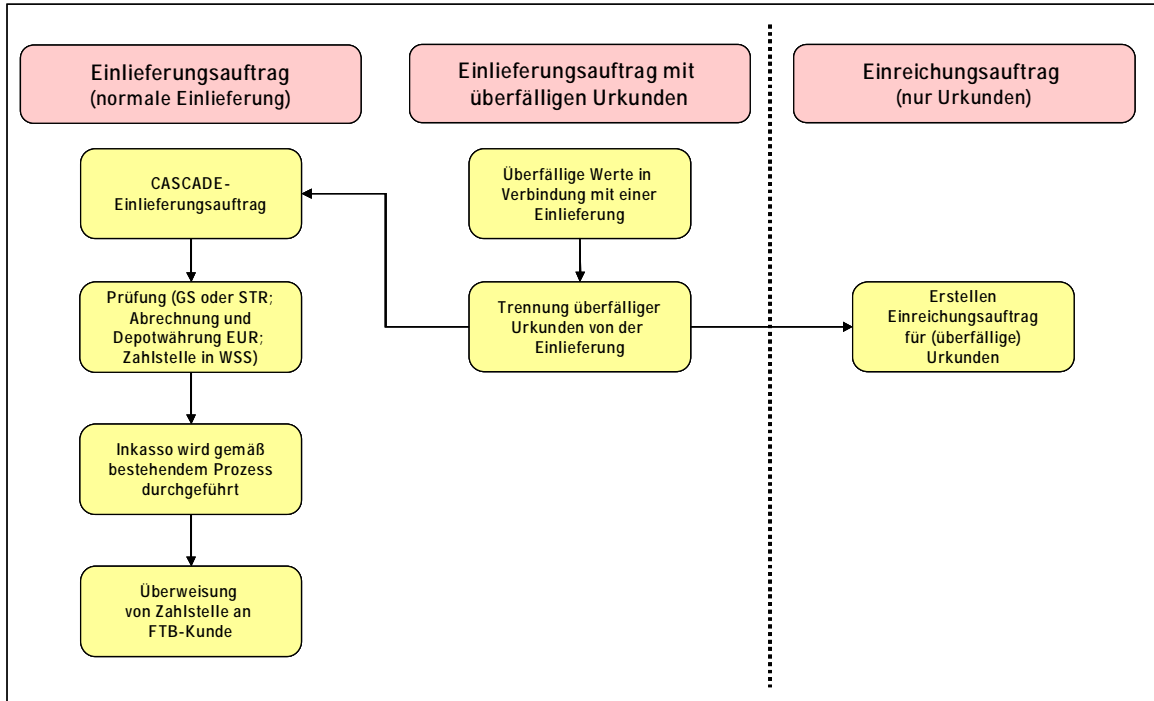 Einlieferungsauftrag
(normale Einlieferung)
Einlieferungsauftrag mit
überfälligen Urkunden
Einreichungsauftrag
(nur Urkunden)
CASCADE-
Einlieferungsauftrag
Überfällige Werte in
Verbindung mit einer
Einlieferung
Prüfung (GS oder STR;
Abrechnung und
Depotwährung EUR;
Zahlstelle in WSS)
Trennung überfälliger
Urkunden von der
Einlieferung
Erstellen
Einreichungsauftrag
für (überfällige)
Urkunden
Inkasso wird gemäß
bestehendem Prozess
durchgeführt
Überweisung
von Zahlstelle an
FTB-Kunde